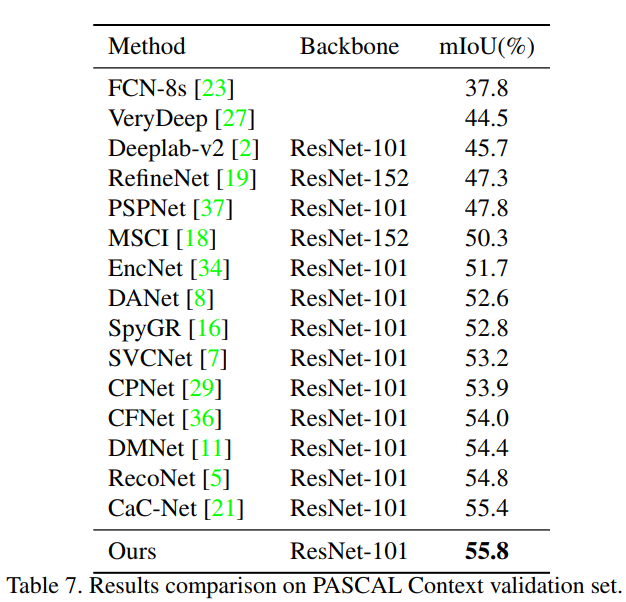 Method Backbone mIoU(%)
FCN-8s [23] 37.8
VeryDeep [27] 44.5
Deeplab-v2 [2] ResNet-101 45.7
RefineNet [19] ResNet-152 47.3
PSPNet [37] ResNet-101 47.8
MSCI [18] ResNet-152 50.3
EncNet [34] ResNet-101 51.7
DANet [8] ResNet-101 52.6
SpyGR [16] ResNet-101 52.8
SVCNet [7] ResNet-101 53.2
CPNet [29] ResNet-101 53.9
CFNet [36] ResNet-101 54.0
DMNet [11] ResNet-101 54.4
RecoNet [5] ResNet-101 54.8
CaC-Net [21] ResNet-101 55.4
Ours ResNet-101 55.8
Table 7. Results comparison on PASCAL Context validation set.